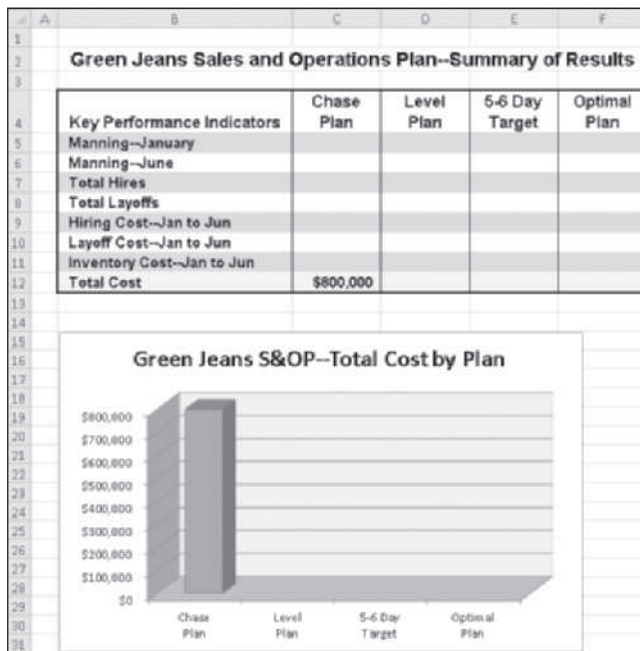 A B C D E F
1
2 Green Jeans Sales and Operations Plan--Summary of Results
3
4 Key Performance Indicators Chase Plan Level Plan 5-6 Day Target Optimal Plan
5 Manning--January
6 Manning--June
7 Total Hires
8 Total Layoffs
9 Hiring Cost--Jan to Jun
10 Layoff Cost--Jan to Jun
11 Inventory Cost--Jan to Jun
12 Total Cost $800,000
13
14
15
16 Green Jeans S&OP--Total Cost by Plan
17
18
19 $800,000
20 $700,000
21 $600,000
22 $500,000
23 $400,000
24 $300,000
25 $200,000
26 $100,000
27 $0
28
29 Chase Plan
30 Level Plan
31 5-6 Day Target
Optimal Plan